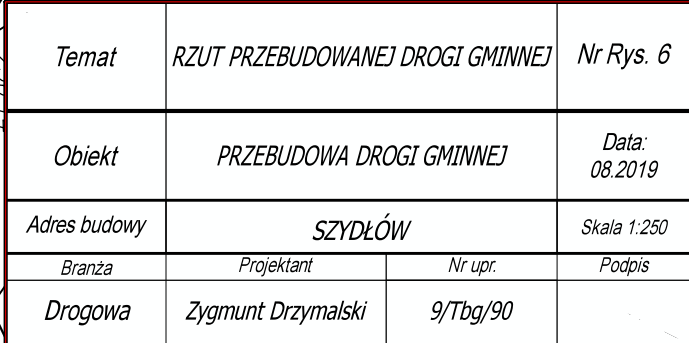 Temat RZUT PRZEBUDOWANEJ DROGI GMINNEJ Nr Rys. 6
Obiekt PRZEBUDOWA DROGI GMINNEJ Data:
08.2019
Adres budowy SZYDŁÓW Skala 1:250
Branża Projektant Nr upr. Podpis
Drogowa Zygmunt Drzymalski 9/Tbg/90